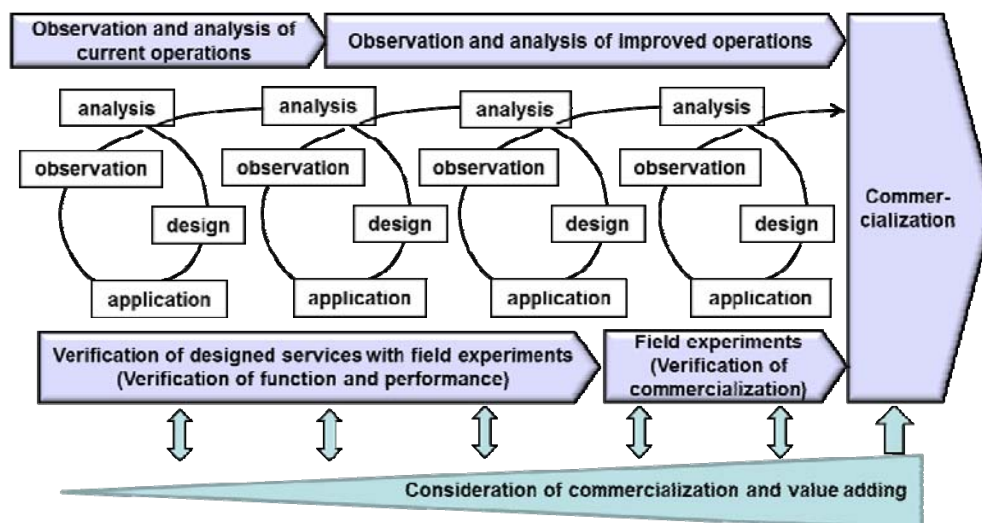 Observation and analysis of
current operations
Observation and analysis of improved operations
analysis
observation
design
application
analysis
observation
design
application
analysis
observation
design
application
analysis
observation
design
application
Commer-
cialization
Verification of designed services with field experiments
(Verification of function and performance)
Field experiments
(Verification of
commercialization)
Consideration of commercialization and value adding